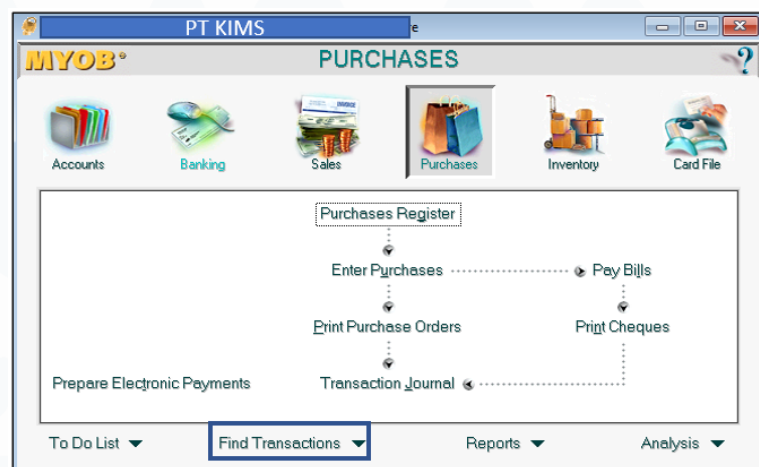 PT KIMS
MYOB® PURCHASES ?
Accounts Banking Sales Purchases Inventory Card File
Purchases Register
Enter Purchases Pay Bills
Print Purchase Orders Print Cheques
Prepare Electronic Payments Transaction Journal
To Do List Find Transactions Reports Analysis